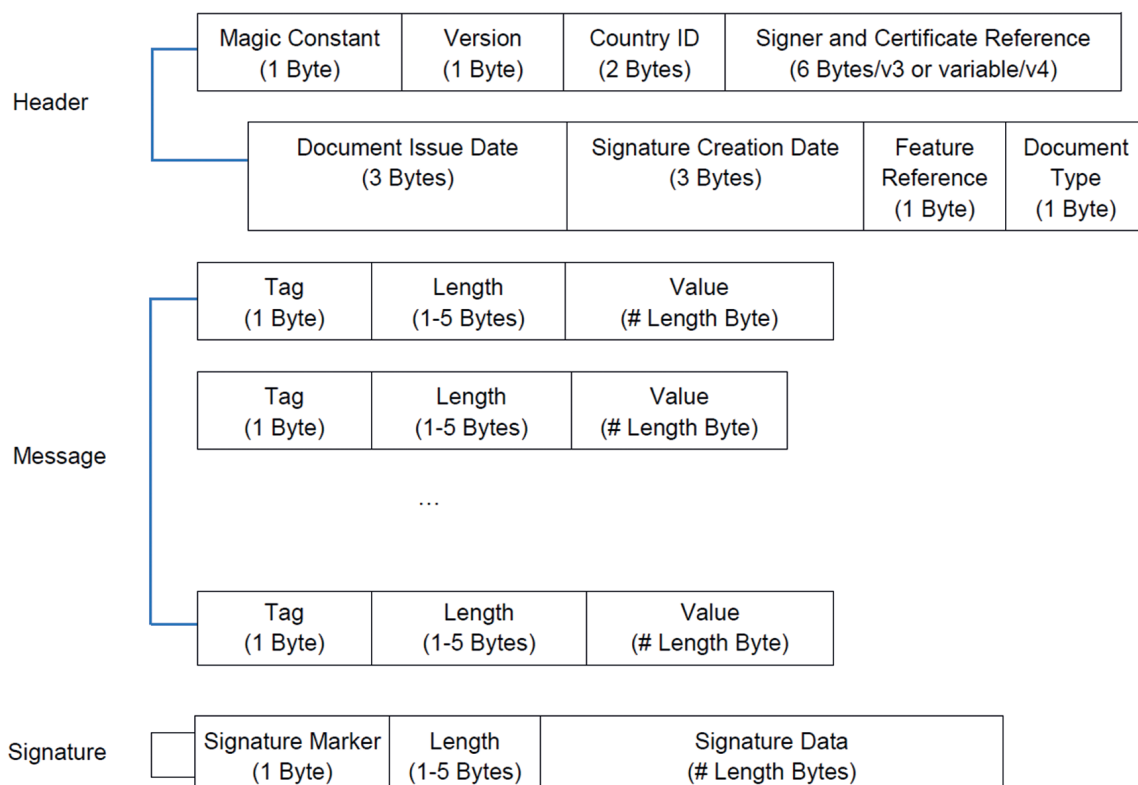 Header
Magic Constant
(1 Byte)
Version
(1 Byte)
Country ID
(2 Bytes)
Signer and Certificate Reference
(6 Bytes/v3 or variable/v4)
Document Issue Date
(3 Bytes)
Signature Creation Date
(3 Bytes)
Feature
Reference
(1 Byte)
Document
Type
(1 Byte)
Message
Tag
(1 Byte)
Length
(1-5 Bytes)
Value
(# Length Byte)
Tag
(1 Byte)
Length
(1-5 Bytes)
Value
(# Length Byte)
...
Tag
(1 Byte)
Length
(1-5 Bytes)
Value
(# Length Byte)
Signature
Signature Marker
(1 Byte)
Length
(1-5 Bytes)
Signature Data
(# Length Bytes)